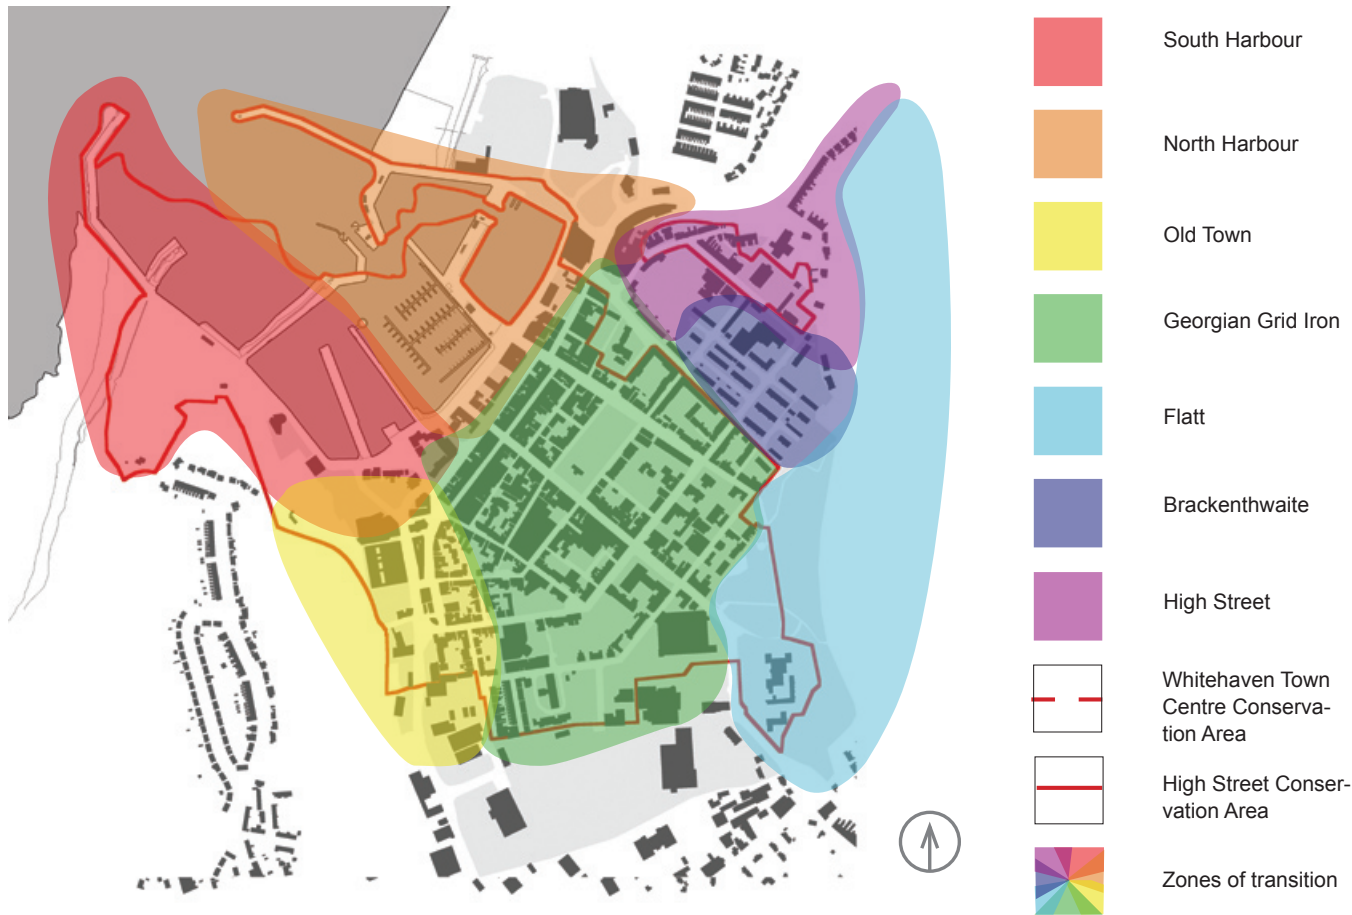 South Harbour
North Harbour
Old Town
Georgian Grid Iron
Flatt
Brackenthwaite
High Street
Whitehaven Town
Centre Conserva-
tion Area
High Street Conser-
vation Area
Zones of transition